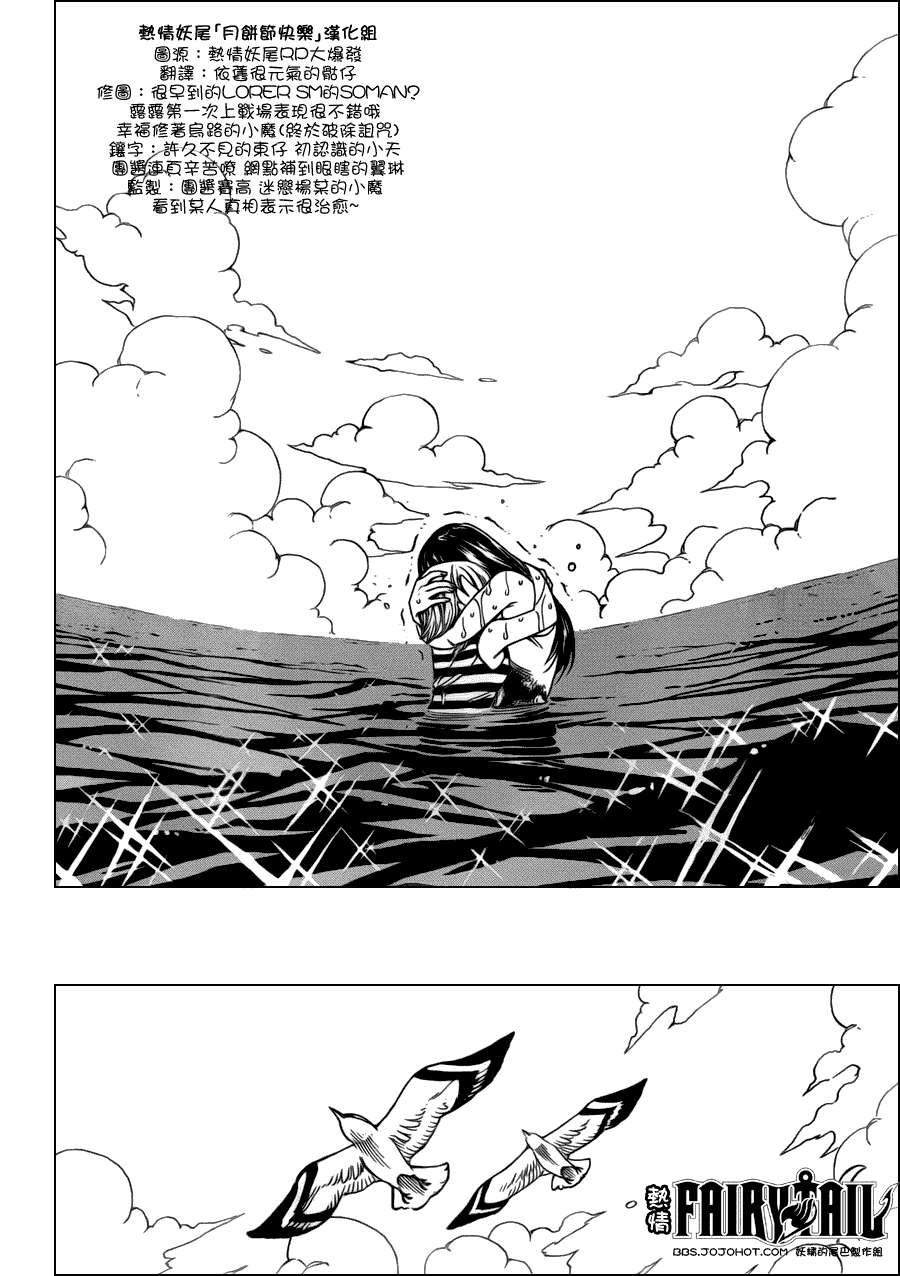 熱情妖尾「月餅節快樂」漢化組
圖源：熱情妖尾RP大爆發
翻譯：依舊很元氣的骷仔
修圖：很早到的LORER SM的SOMAN?
露露第一次上戰場表現很不錯哦
幸福修著烏路的小魔(終於破除詛咒)
鑲字：許久不見的東仔 初認識的小天
團醬連頁辛苦嘹 網點補到眼瞎的翼琳
監製：團醬賽高 迷戀楊某的小魔
看到某人真相表示很治愈~
熱情 FAIRY TAIL
BBS.JOJOHOT.COM 妖精的尾巴製作組